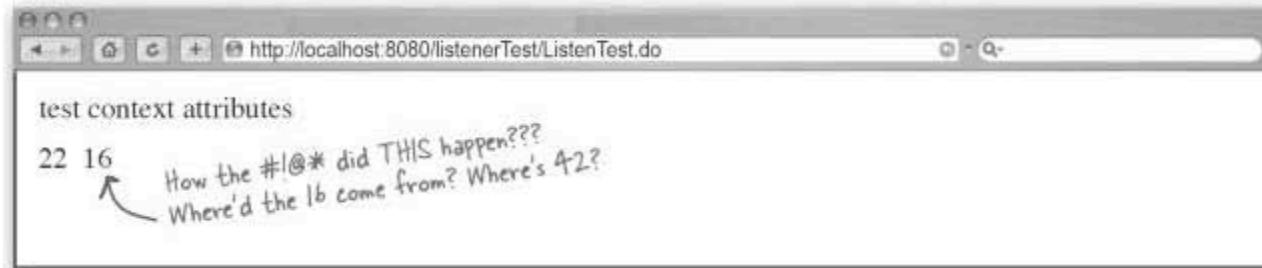 http://localhost:8080/listenerTest/ListenTest.do
test context attributes
22 16
How the #!@* did THIS happen???
Where'd the 16 come from? Where's 42?